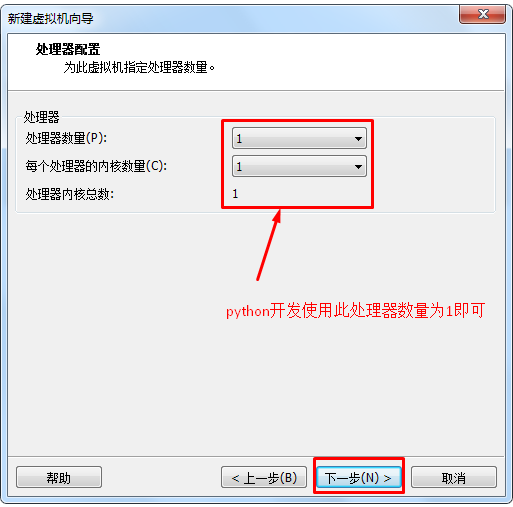 新建虚拟机向导
处理器配置
为此虚拟机指定处理器数量。
处理器
处理器数量(P):
1
每个处理器的内核数量(C):
1
处理器内核总数:
1
python开发使用此处理器数量为1即可
帮助
< 上一步(B)
下一步(N) >
取消